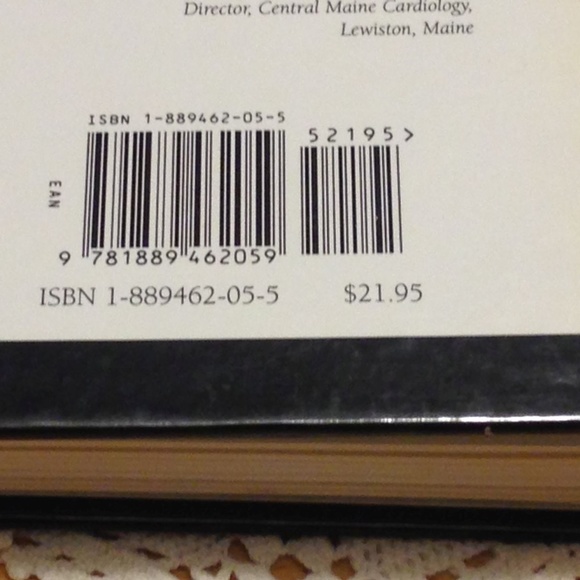 Director, Central Maine Cardiology,
Lewiston, Maine
ISBN 1-889462-05-5
52195>
EAN
9 781889 462059
ISBN 1-889462-05-5 $21.95